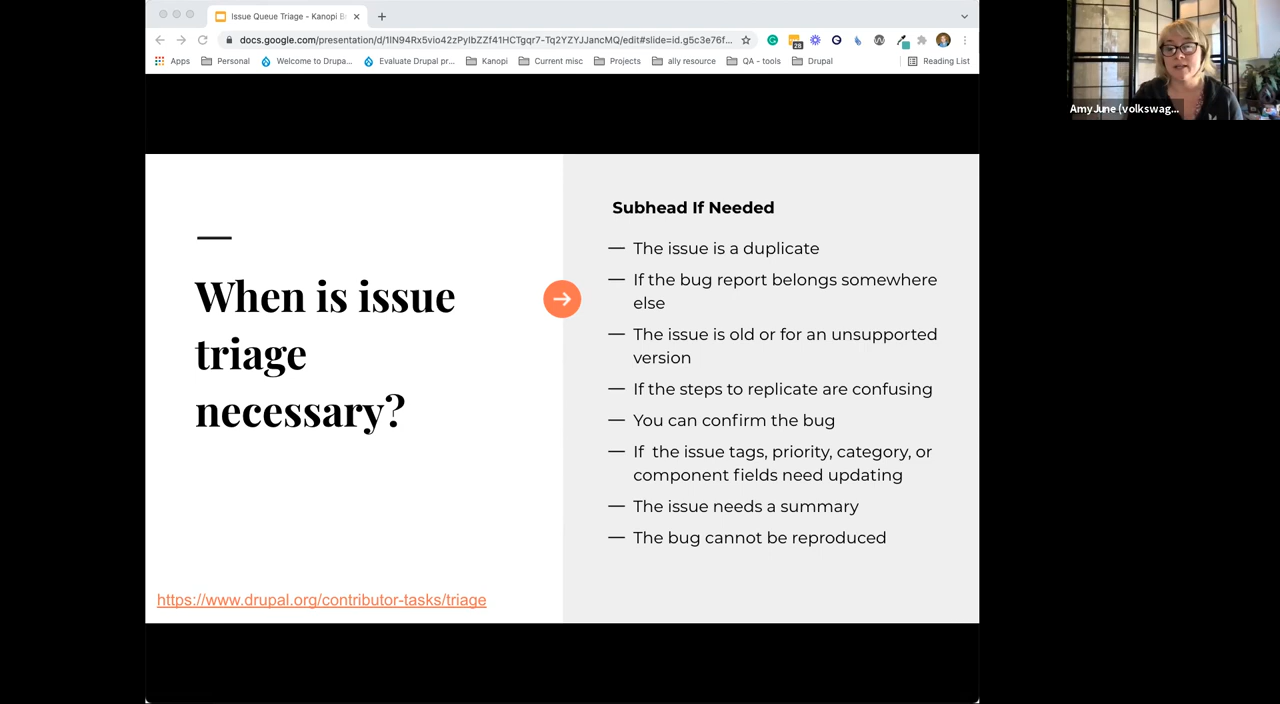 Issue Queue Triage - Kanopi B
docs.google.com/presentation/d/1lN94Rx5vio42zPyIbZZf41HCTgqr7-Tq2YZYJJancMQ/edit#slide=id.g5c3e76f...
28
Apps Personal Welcome to Drupa... Evaluate Drupal pr... Kanopi Current misc Projects ally resource QA - tools Drupal Reading List
AmyJune (volkswag...
When is issue
triage
necessary?
https://www.drupal.org/contributor-tasks/triage
Subhead If Needed
— The issue is a duplicate
— If the bug report belongs somewhere
else
— The issue is old or for an unsupported
version
— If the steps to replicate are confusing
— You can confirm the bug
— If the issue tags, priority, category, or
component fields need updating
— The issue needs a summary
— The bug cannot be reproduced